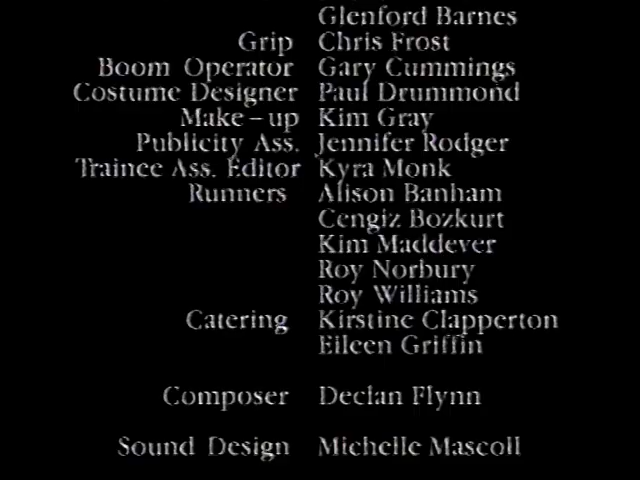 Glenford Barnes
Grip Chris Frost
Boom Operator Gary Cummings
Costume Designer Paul Drummond
Make-up Kim Gray
Publicity Ass. Jennifer Rodger
Trainee Ass. Editor Kyra Monk
Runners Alison Banham
Cengiz Bozkurt
Kim Maddever
Roy Norbury
Roy Williams
Catering Kirstine Clapperton
Eileen Griffin
Composer Declan Flynn
Sound Design Michelle Mascoll